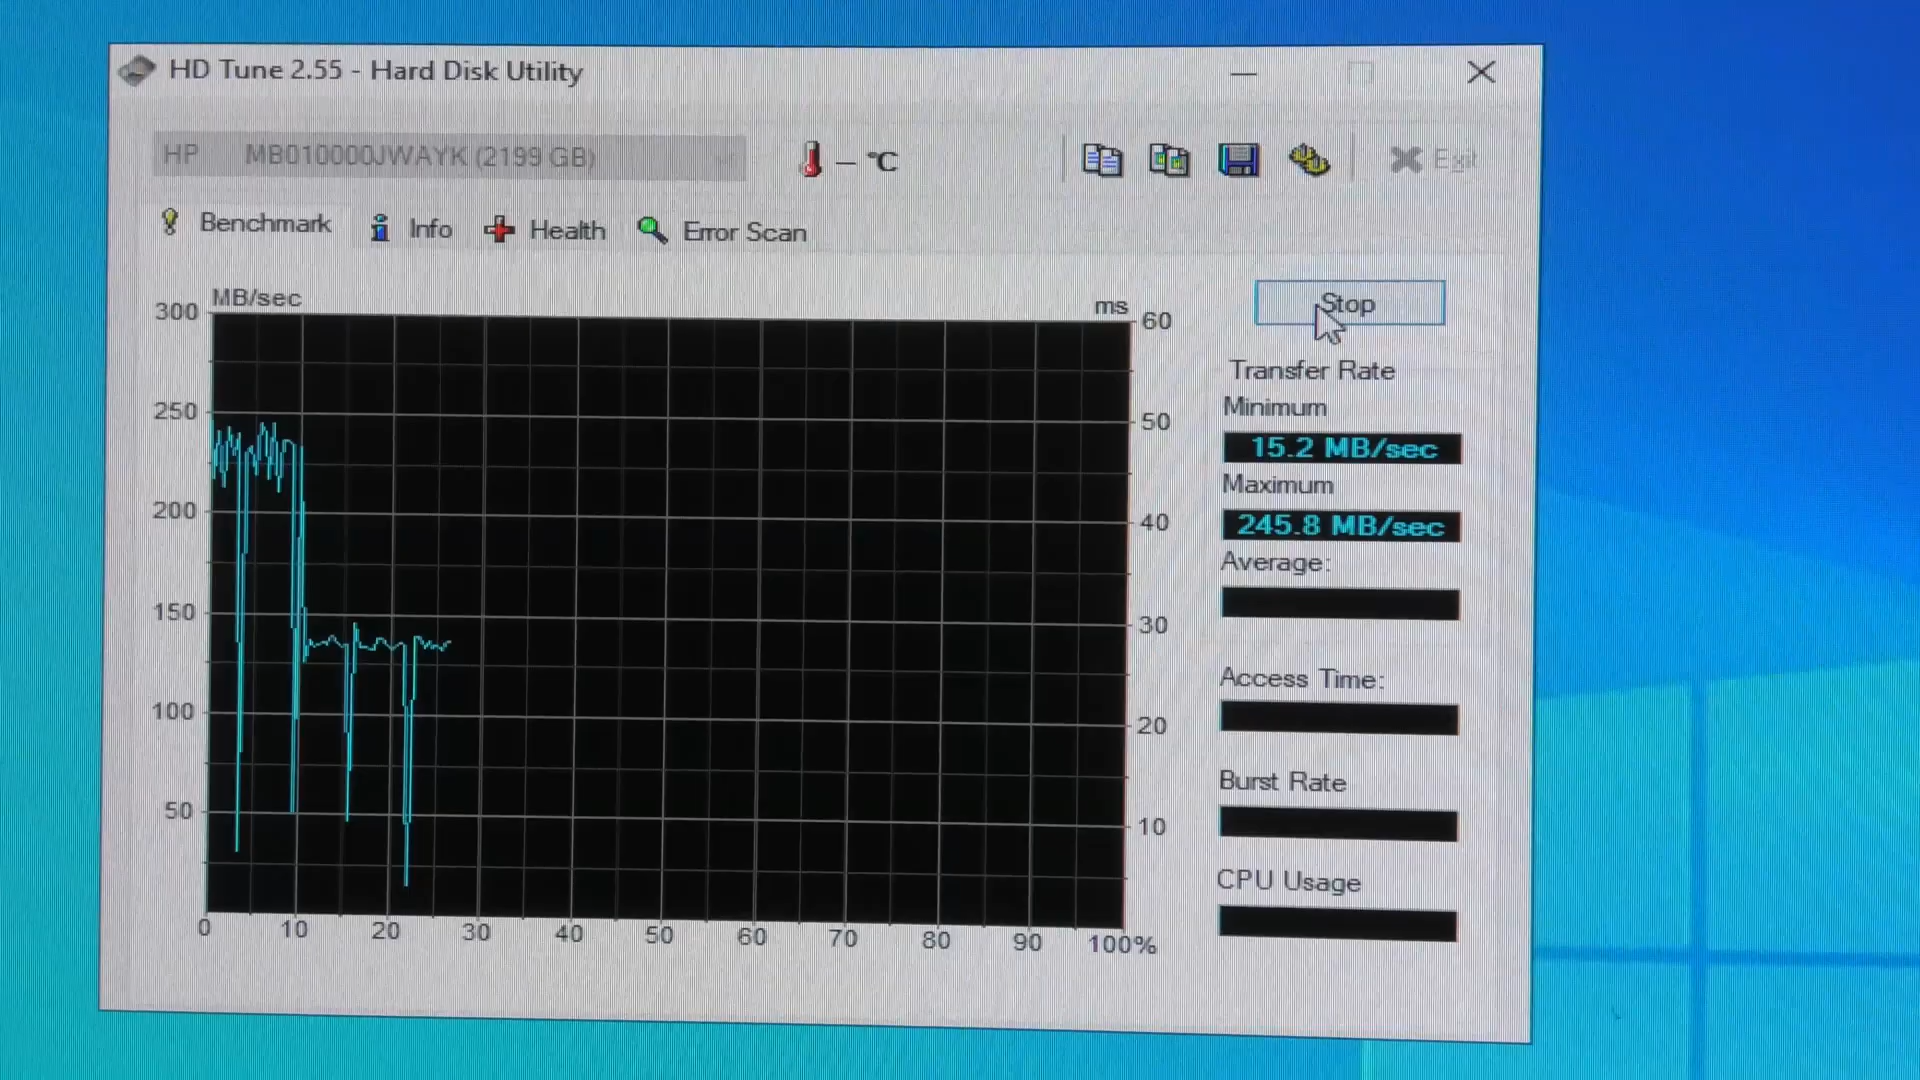 HD Tune 2.55 - Hard Disk Utility
HP MB010000JWAYK (2199 GB)
– °C
Exit
Benchmark
Info
Health
Error Scan
MB/sec
ms
300
250
200
150
100
50
60
50
40
30
20
10
0 10 20 30 40 50 60 70 80 90 100%
Stop
Transfer Rate
Minimum
15.2 MB/sec
Maximum
245.8 MB/sec
Average:
Access Time:
Burst Rate
CPU Usage